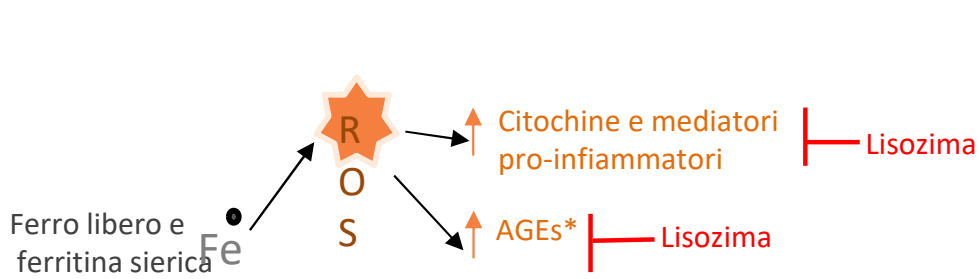 R
O
S
Citochine e mediatori
pro-infiammatori
Lisozima
Ferro libero e
ferritina sierica
Fe
AGEs*
Lisozima